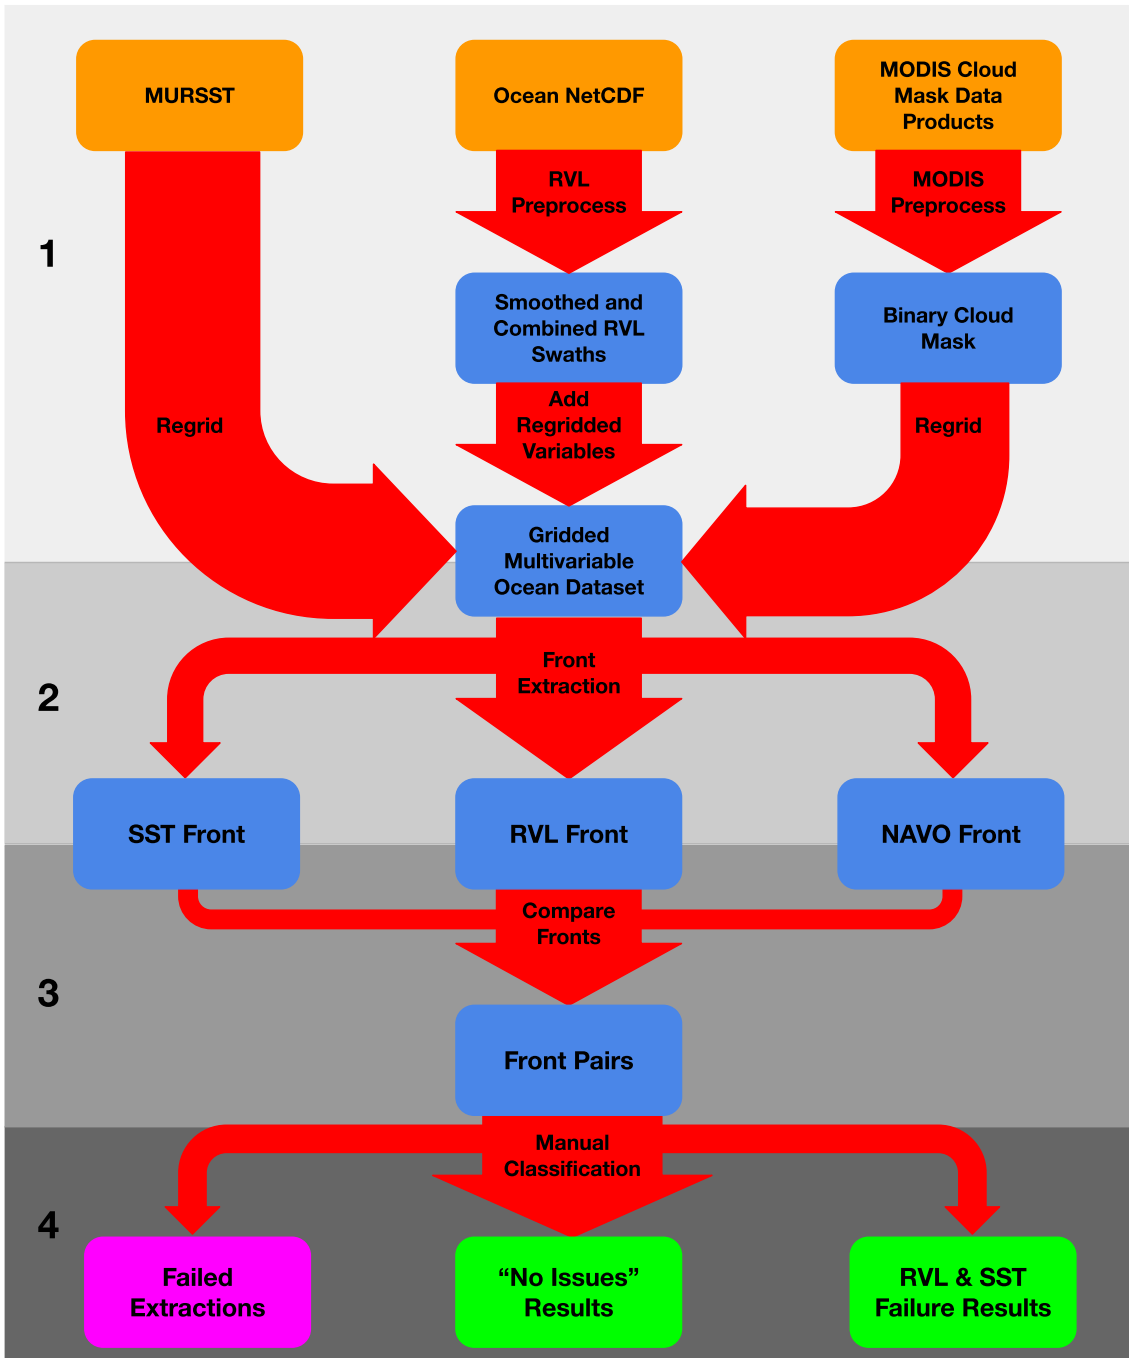 MURSST
Ocean NetCDF
MODIS Cloud
Mask Data
Products
RVL
Preprocess
MODIS
Preprocess
1
Smoothed and
Combined RVL
Swaths
Binary Cloud
Mask
Regrid
Add
Regridded
Variables
Regrid
Gridded
Multivariable
Ocean Dataset
2
Front
Extraction
SST Front
RVL Front
NAVO Front
Compare
Fronts
3
Front Pairs
Manual
Classification
4
Failed
Extractions
“No Issues”
Results
RVL & SST
Failure Results